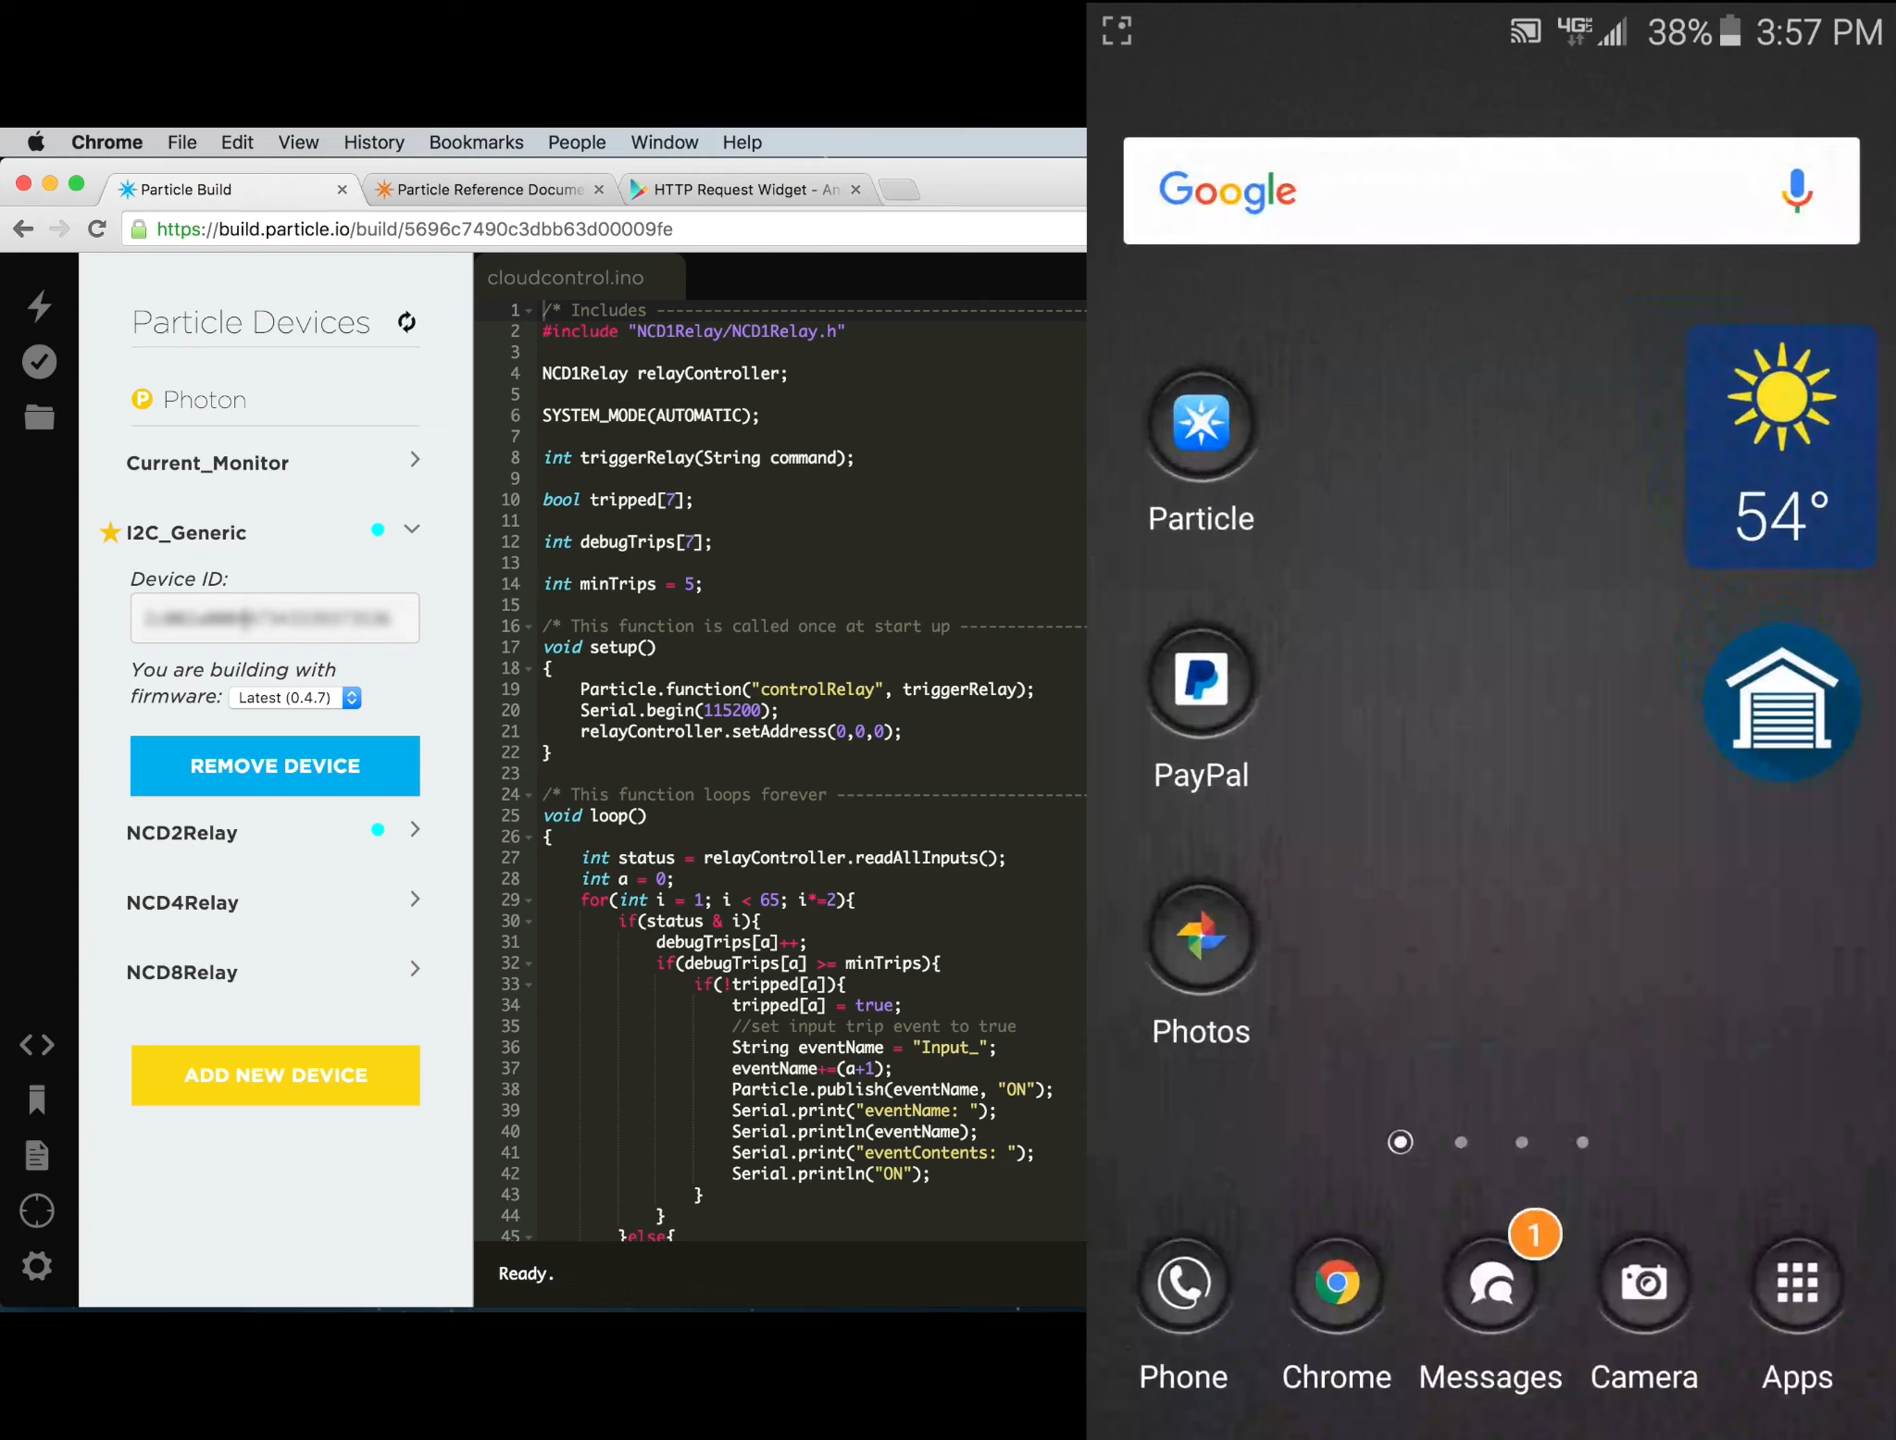 Chrome File Edit View History Bookmarks People Window Help
Particle Build
Particle Reference Docume
HTTP Request Widget - An
https://build.particle.io/build/5696c7490c3dbb63d00009fe
Particle Devices
P Photon
Current_Monitor
I2C_Generic
Device ID:
You are building with
firmware: Latest (0.4.7)
REMOVE DEVICE
NCD2Relay
NCD4Relay
NCD8Relay
ADD NEW DEVICE
cloudcontrol.ino
1 /* Includes ----------------------------------------
2 #include "NCD1Relay/NCD1Relay.h"
3
4 NCD1Relay relayController;
5
6 SYSTEM_MODE(AUTOMATIC);
7
8 int triggerRelay(String command);
9
10 bool tripped[7];
11
12 int debugTrips[7];
13
14 int minTrips = 5;
15
16 /* This function is called once at start up --------------
17 void setup()
18 {
19 Particle.function("controlRelay", triggerRelay);
20 Serial.begin(115200);
21 relayController.setAddress(0,0,0);
22 }
23
24 /* This function loops forever --------------------------
25 void loop()
26 {
27 int status = relayController.readAllInputs();
28 int a = 0;
29 for(int i = 1; i < 65; i*=2){
30 if(status & i){
31 debugTrips[a]++;
32 if(debugTrips[a] >= minTrips){
33 if(!tripped[a]){
34 tripped[a] = true;
35 //set input trip event to true
36 String eventName = "Input_";
37 eventName+=(a+1);
38 Particle.publish(eventName, "ON");
39 Serial.print("eventName: ");
40 Serial.println(eventName);
41 Serial.print("eventContents: ");
42 Serial.println("ON");
43 }
44 }
45 }else{
Ready.
4G LTE 38% 3:57 PM
Google
Particle
54°
PayPal
Photos
1
Phone Chrome Messages Camera Apps